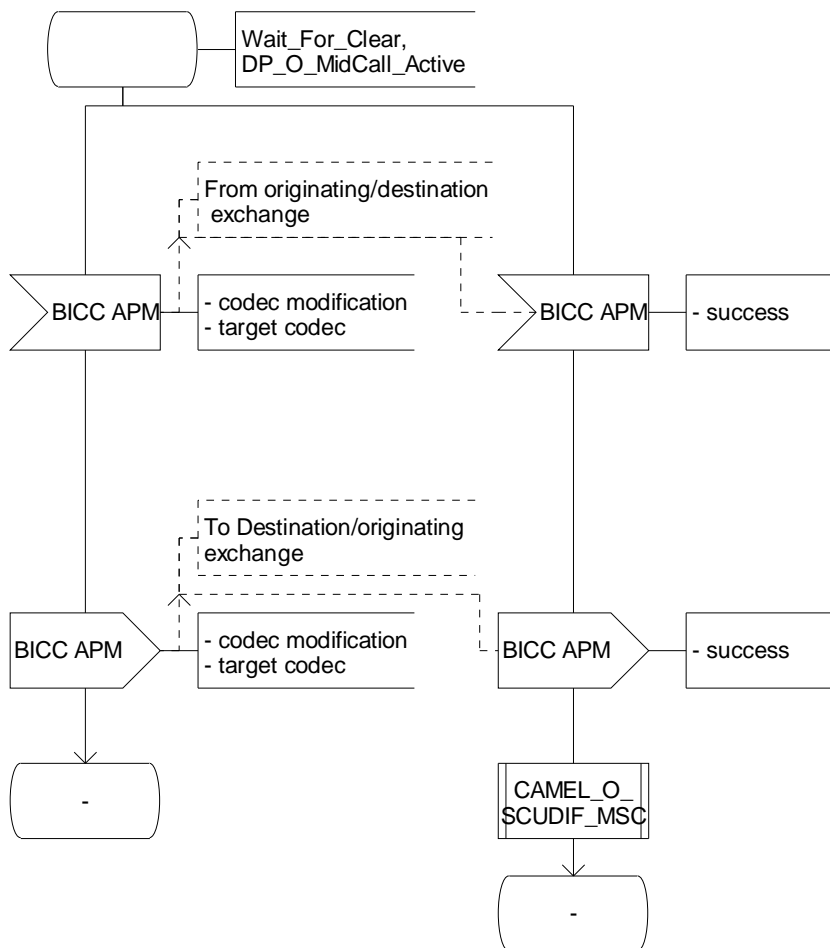 Wait_For_Clear,
DP_O_MidCall_Active
From originating/destination
exchange
BICC APM
- codec modification
- target codec
BICC APM
- success
To Destination/originating
exchange
BICC APM
- codec modification
- target codec
BICC APM
- success
-
CAMEL_O_
SCUDIF_MSC
-